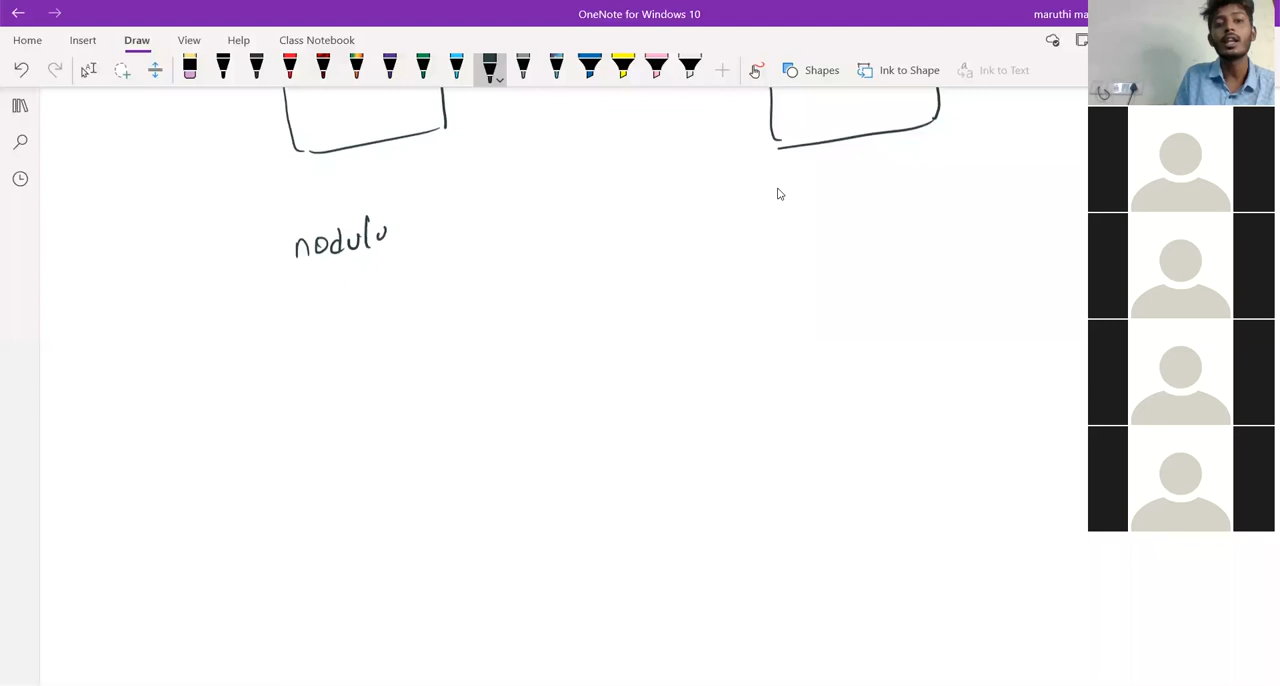 OneNote for Windows 10
maruthi ma
Home Insert Draw View Help Class Notebook
Shapes Ink to Shape Ink to Text
nodulu